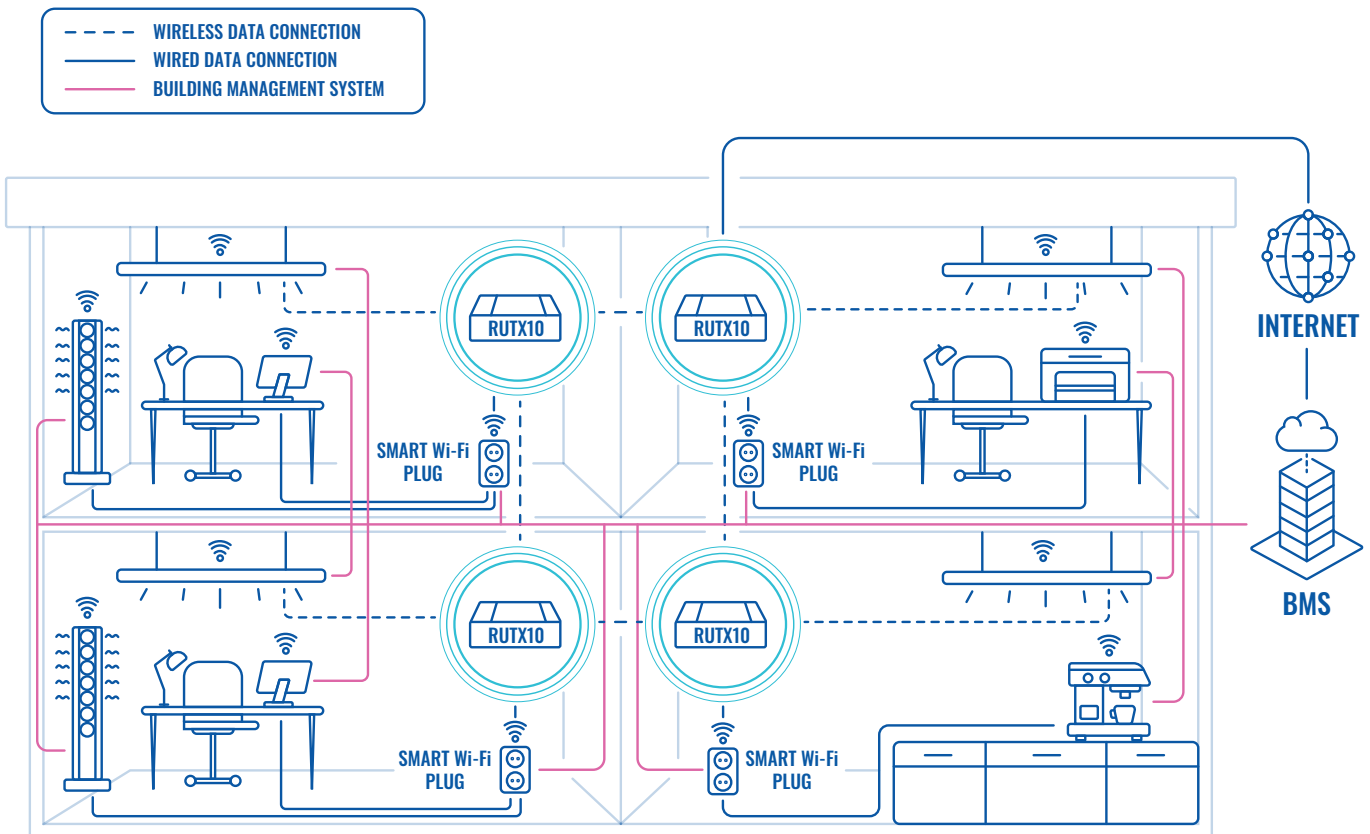 WIRELESS DATA CONNECTION
WIRED DATA CONNECTION
BUILDING MANAGEMENT SYSTEM
RUTX10
RUTX10
INTERNET
SMART Wi-Fi
PLUG
SMART Wi-Fi
PLUG
BMS
RUTX10
RUTX10
SMART Wi-Fi
PLUG
SMART Wi-Fi
PLUG